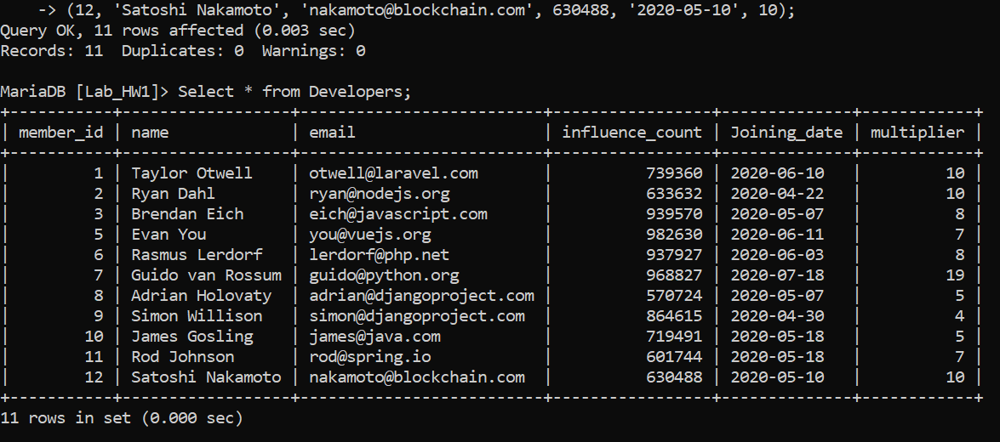 -> (12, 'Satoshi Nakamoto', 'nakamoto@blockchain.com', 630488, '2020-05-10', 10);
Query OK, 11 rows affected (0.003 sec)
Records: 11  Duplicates: 0  Warnings: 0

MariaDB [Lab_HW1]> Select * from Developers;
+-----------+------------------+---------------------------+-----------------+--------------+------------+
| member_id | name             | email                     | influence_count | Joining_date | multiplier |
+-----------+------------------+---------------------------+-----------------+--------------+------------+
|         1 | Taylor Otwell    | otwell@laravel.com        |          739360 | 2020-06-10   |         10 |
|         2 | Ryan Dahl        | ryan@nodejs.org           |          633632 | 2020-04-22   |         10 |
|         3 | Brendan Eich     | eich@javascript.com       |          939570 | 2020-05-07   |          8 |
|         5 | Evan You         | you@vuejs.org             |          982630 | 2020-06-11   |          7 |
|         6 | Rasmus Lerdorf   | lerdorf@php.net           |          937927 | 2020-06-03   |          8 |
|         7 | Guido van Rossum | guido@python.org          |          968827 | 2020-07-18   |         19 |
|         8 | Adrian Holovaty  | adrian@djangoproject.com  |          570724 | 2020-05-07   |          5 |
|         9 | Simon Willison   | simon@djangoproject.com   |          864615 | 2020-04-30   |          4 |
|        10 | James Gosling    | james@java.com            |          719491 | 2020-05-18   |          5 |
|        11 | Rod Johnson      | rod@spring.io             |          601744 | 2020-05-18   |          7 |
|        12 | Satoshi Nakamoto | nakamoto@blockchain.com   |          630488 | 2020-05-10   |         10 |
+-----------+------------------+---------------------------+-----------------+--------------+------------+
11 rows in set (0.000 sec)